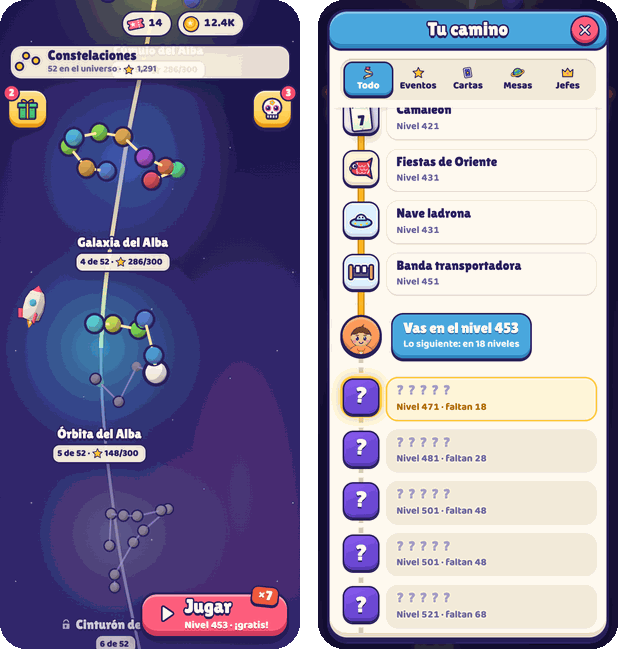 14
12.4K
Constelaciones
52 en el universo · 1,291
286/300
2
3
Galaxia del Alba
4 de 52 · 286/300
Órbita del Alba
5 de 52 · 148/300
Cinturón de
6 de 52
×7
Jugar
Nivel 453 · ¡gratis!
Tu camino
Todo
Eventos
Cartas
Mesas
Jefes
7
Camaleón
Nivel 421
Fiestas de Oriente
Nivel 431
Nave ladrona
Nivel 431
Banda transportadora
Nivel 451
Vas en el nivel 453
Lo siguiente: en 18 niveles
?
? ? ? ? ?
Nivel 471 · faltan 18
?
? ? ? ? ?
Nivel 481 · faltan 28
?
? ? ? ? ?
Nivel 501 · faltan 48
?
? ? ? ? ?
Nivel 501 · faltan 48
?
? ? ? ? ?
Nivel 521 · faltan 68